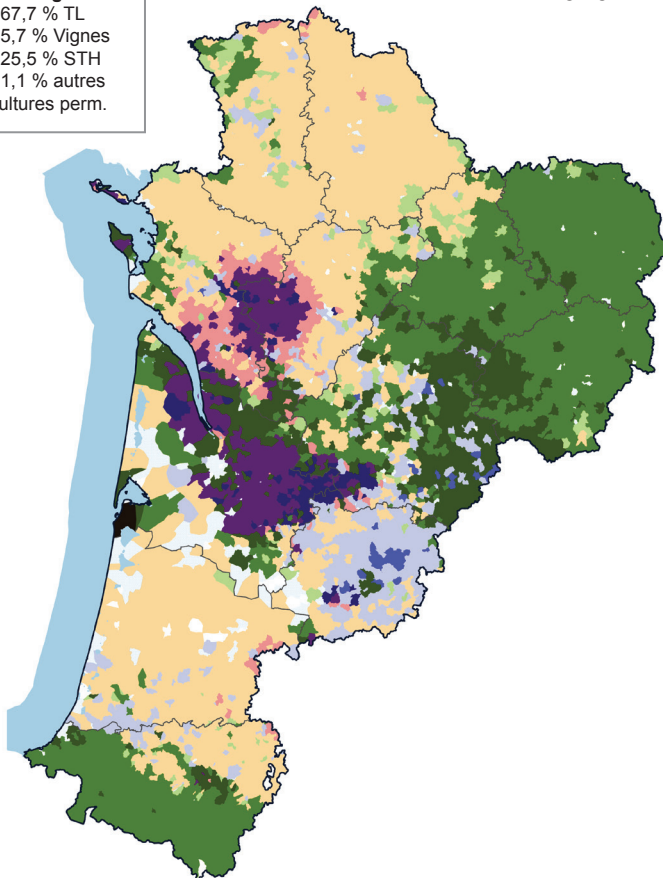 67,7 % TL
5,7 % Vignes
25,5 % STH
1,1 % autres
ultures perm.